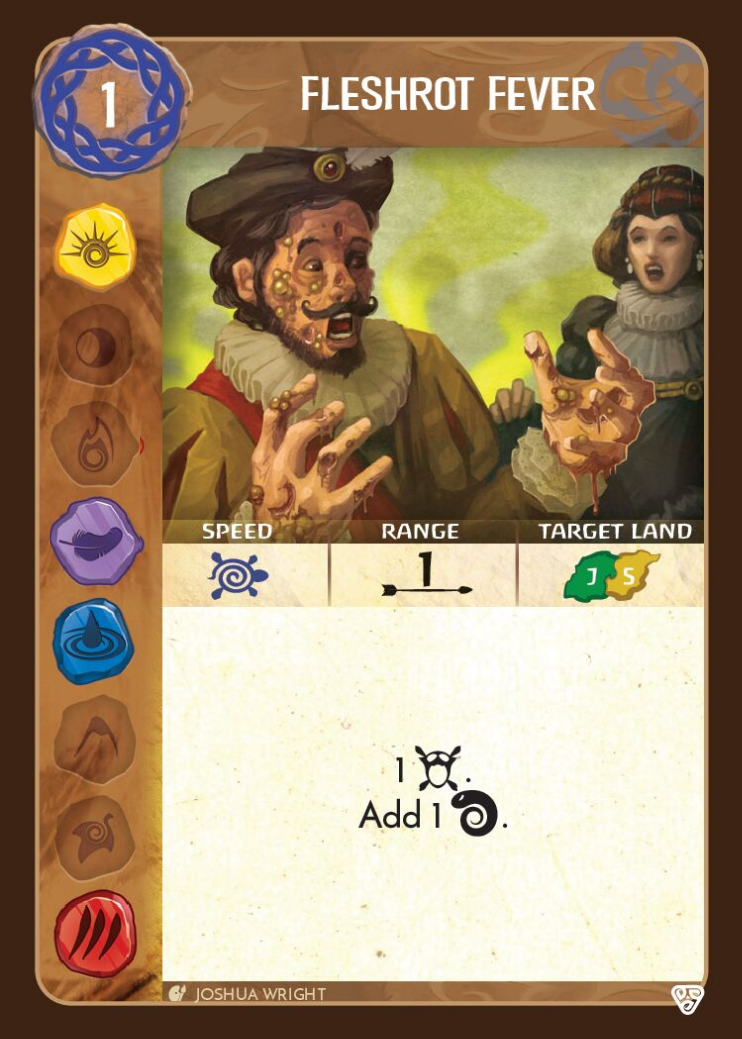 1
FLESHROT FEVER
SPEED RANGE TARGET LAND
1 J S
1 .
Add 1 .
JOSHUA WRIGHT